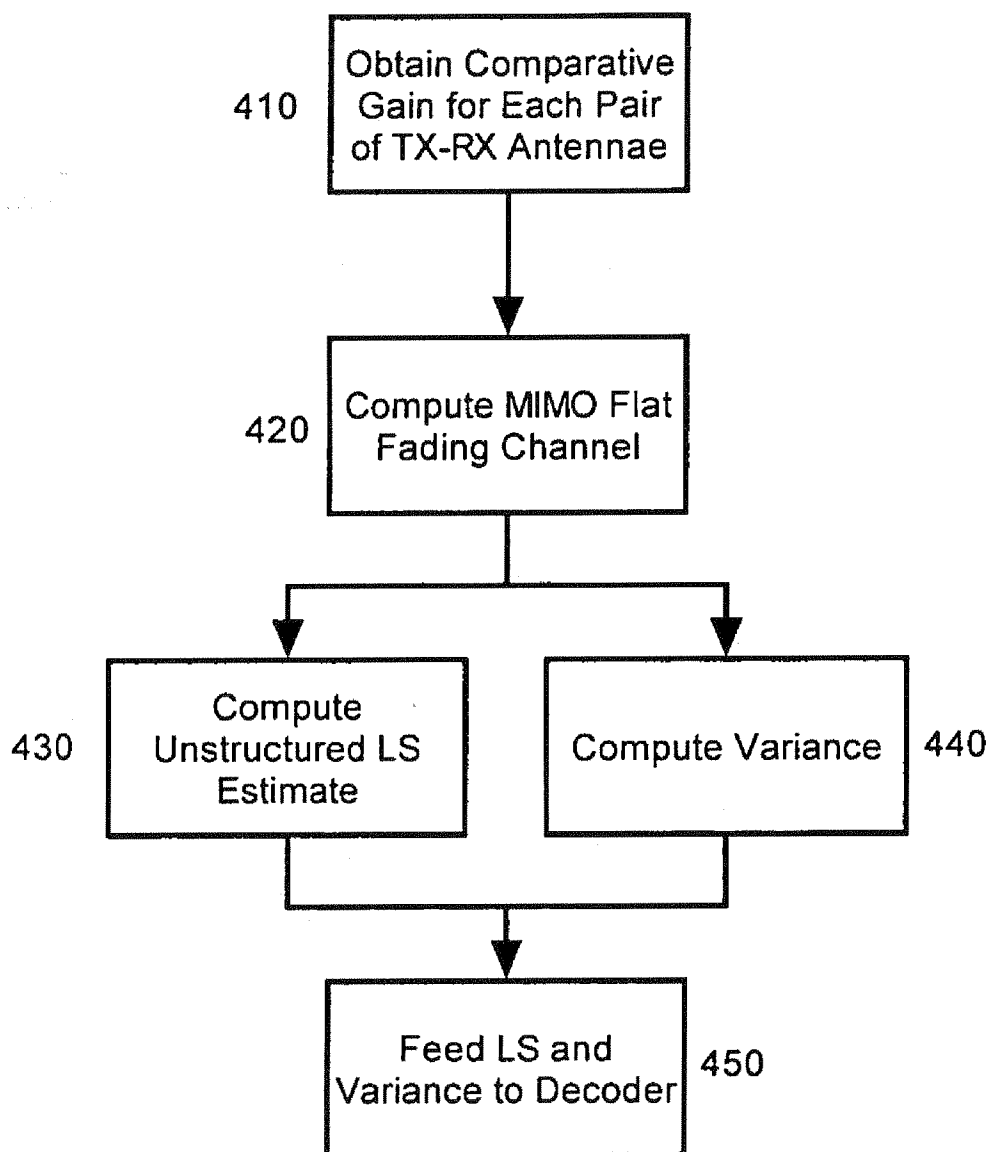 410
Obtain Comparative
Gain for Each Pair
of TX-RX Antennae
420
Compute MIMO Flat
Fading Channel
430
Compute
Unstructured LS
Estimate
Compute Variance
440
Feed LS and
Variance to Decoder
450